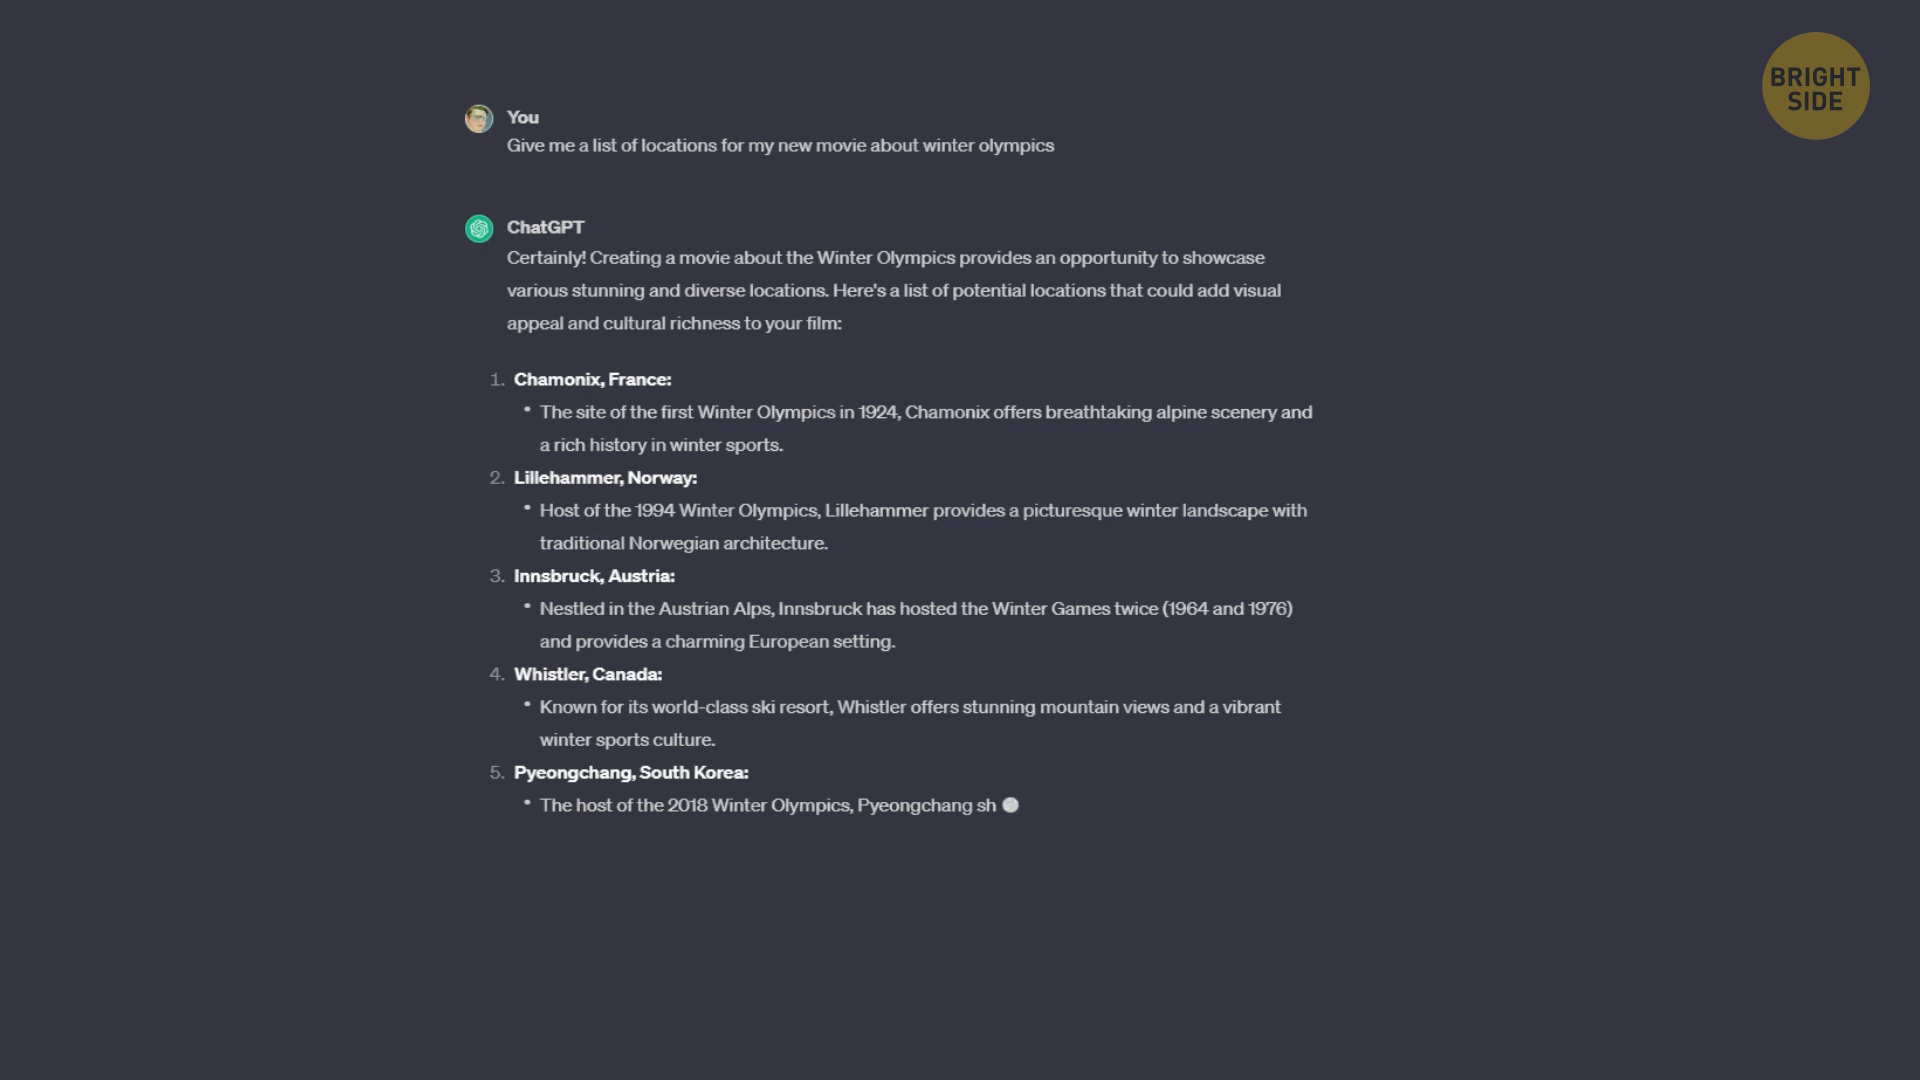 BRIGHT
SIDE
You
Give me a list of locations for my new movie about winter olympics
ChatGPT
Certainly! Creating a movie about the Winter Olympics provides an opportunity to showcase
various stunning and diverse locations. Here's a list of potential locations that could add visual
appeal and cultural richness to your film:
1. Chamonix, France:
• The site of the first Winter Olympics in 1924, Chamonix offers breathtaking alpine scenery and
a rich history in winter sports.
2. Lillehammer, Norway:
• Host of the 1994 Winter Olympics, Lillehammer provides a picturesque winter landscape with
traditional Norwegian architecture.
3. Innsbruck, Austria:
• Nestled in the Austrian Alps, Innsbruck has hosted the Winter Games twice (1964 and 1976)
and provides a charming European setting.
4. Whistler, Canada:
• Known for its world-class ski resort, Whistler offers stunning mountain views and a vibrant
winter sports culture.
5. Pyeongchang, South Korea:
• The host of the 2018 Winter Olympics, Pyeongchang sh